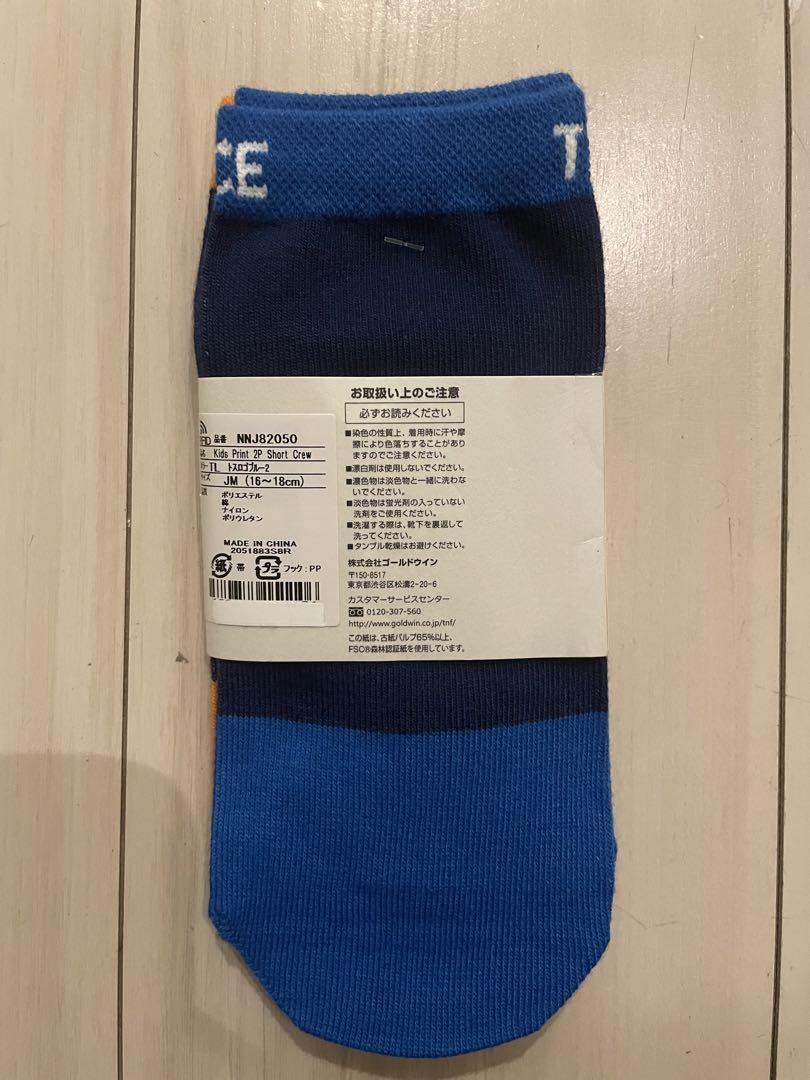 CE
T
お取扱い上のご注意
必ずお読みください
■染色の性質上、着用時に汗や摩
擦により色落ちすることがあり
ますのでご注意ください。
■漂白剤は使用しないでください。
■濃色物は淡色物と一緒に洗わな
いでください。
■淡色物は蛍光剤の入っていない
洗剤をご使用ください。
■洗濯する際は、靴下を裏返して
洗ってください。
■タンブル乾燥はお避けください。
株式会社ゴールドウイン
〒150-8517
東京都渋谷区松濤2-20-6
カスタマーサービスセンター
0120-307-560
http://www.goldwin.co.jp/tnf/
この紙は、古紙パルプ65%以上、
FSC®森林認証紙を使用しています。
品番 NNJ82050
Kids Print 2P Short Crew
TL トスロゴブルー2
JM (16~18cm)
ポリエステル
綿
ナイロン
ポリウレタン
MADE IN CHINA
2051883S8R
紙 帯 プラ フック:PP